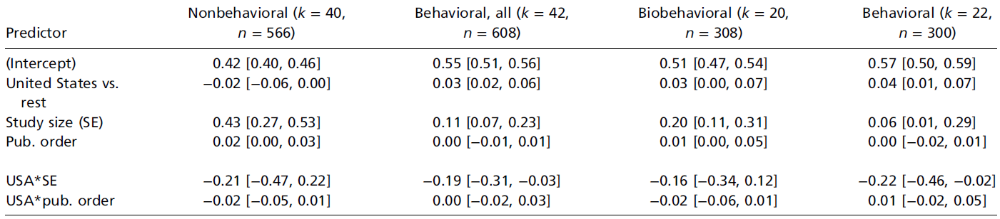 Nonbehavioral (k = 40, Behavioral, all (k = 42, Biobehavioral (k = 20, Behavioral (k = 22,
Predictor n = 566) n = 608) n = 308) n = 300)
(Intercept) 0.42 [0.40, 0.46] 0.55 [0.51, 0.56] 0.51 [0.47, 0.54] 0.57 [0.50, 0.59]
United States vs. −0.02 [−0.06, 0.00] 0.03 [0.02, 0.06] 0.03 [0.00, 0.07] 0.04 [0.01, 0.07]
rest
Study size (SE) 0.43 [0.27, 0.53] 0.11 [0.07, 0.23] 0.20 [0.11, 0.31] 0.06 [0.01, 0.29]
Pub. order 0.02 [0.00, 0.03] 0.00 [−0.01, 0.01] 0.01 [0.00, 0.05] 0.00 [−0.02, 0.01]
USA*SE −0.21 [−0.47, 0.22] −0.19 [−0.31, −0.03] −0.16 [−0.34, 0.12] −0.22 [−0.46, −0.02]
USA*pub. order −0.02 [−0.05, 0.01] 0.00 [−0.02, 0.03] −0.02 [−0.06, 0.01] 0.01 [−0.02, 0.05]